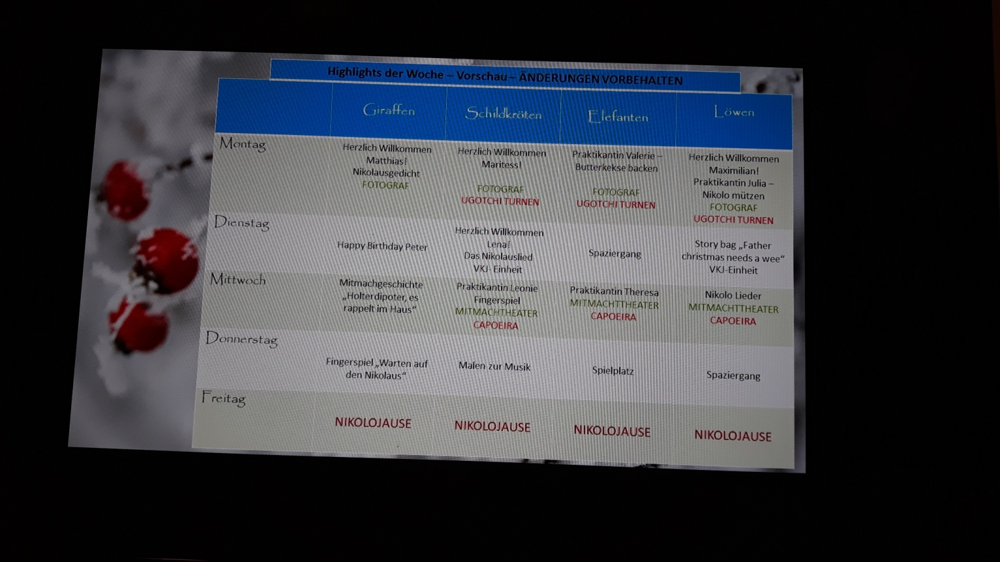 Highlights der Woche – Vorschau– ÄNDERUNGEN VORBEHALTEN
Giraffen
Schildkröten
Elefanten
Löwen
Montag
Herzlich Willkommen
Matthias!
Nikolausgedicht
FOTOGRAF
Herzlich Willkommen
Maritess!
FOTOGRAF
UGOTCHI TURNEN
Praktikantin Valerie –
Butterkekse backen
FOTOGRAF
UGOTCHI TURNEN
Herzlich Willkommen
Maximilian!
Praktikantin Julia –
Nikolo mützen
FOTOGRAF
UGOTCHI TURNEN
Dienstag
Happy Birthday Peter
Herzlich Willkommen
Lena!
Das Nikolauslied
VKJ- Einheit
Spaziergang
Story bag „Father
christmas needs a wee“
VKJ-Einheit
Mittwoch
Mitmachgeschichte
„Holterdipoter, es
rappelt im Haus“
Praktikantin Leonie
Fingerspiel
MITMACHTHEATER
CAPOEIRA
Praktikantin Theresa
MITMACHTTHEATER
CAPOEIRA
Nikolo Lieder
MITMACHTTHEATER
CAPOEIRA
Donnerstag
Fingerspiel „Warten auf
den Nikolaus“
Malen zur Musik
Spielplatz
Spaziergang
Freitag
NIKOLOJAUSE
NIKOLOJAUSE
NIKOLOJAUSE
NIKOLOJAUSE